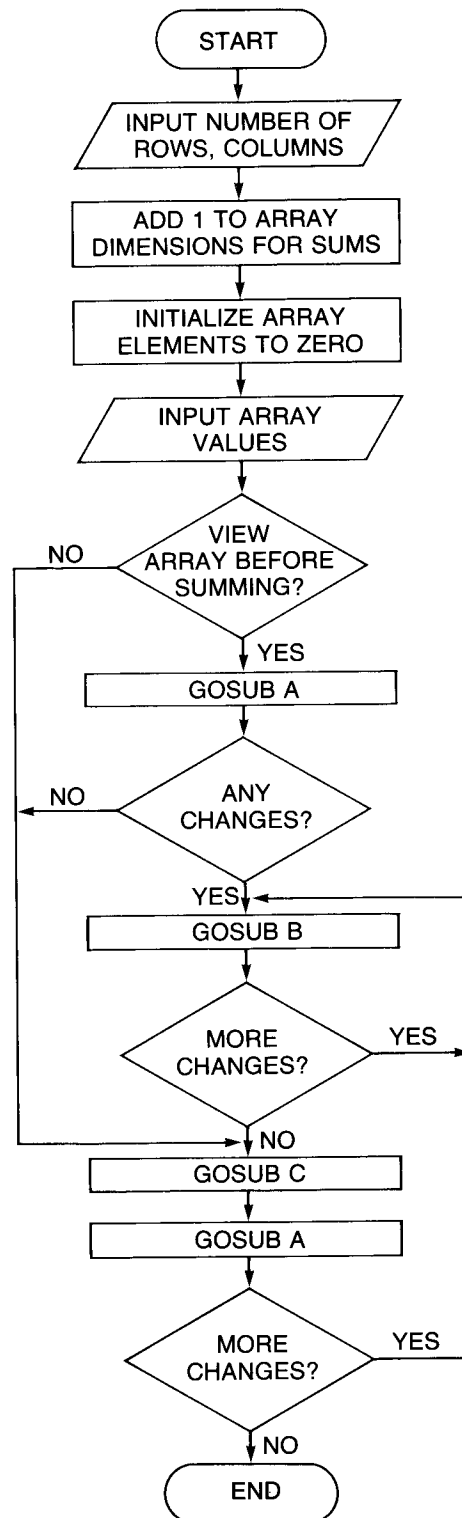 START
INPUT NUMBER OF
ROWS, COLUMNS
ADD 1 TO ARRAY
DIMENSIONS FOR SUMS
INITIALIZE ARRAY
ELEMENTS TO ZERO
INPUT ARRAY
VALUES
VIEW
ARRAY BEFORE
SUMMING?
NO
YES
GOSUB A
ANY
CHANGES?
NO
YES
GOSUB B
MORE
CHANGES?
YES
NO
GOSUB C
GOSUB A
MORE
CHANGES?
YES
NO
END